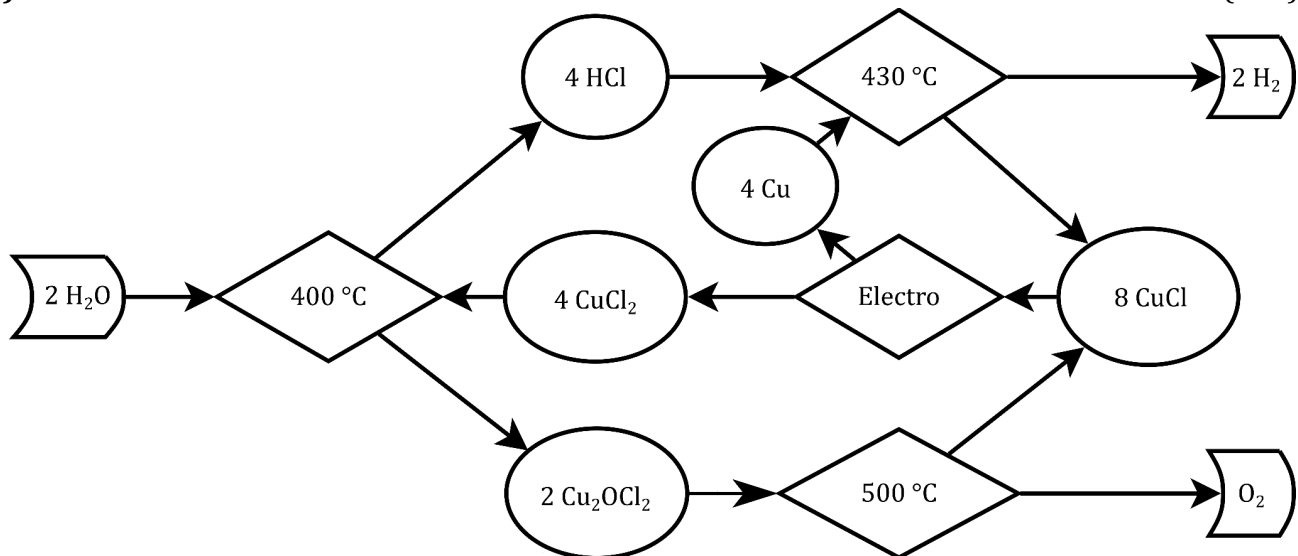 4 HCl
430 °C
2 H₂
4 Cu
2 H₂O
400 °C
4 CuCl₂
Electro
8 CuCl
2 Cu₂OCl₂
500 °C
O₂